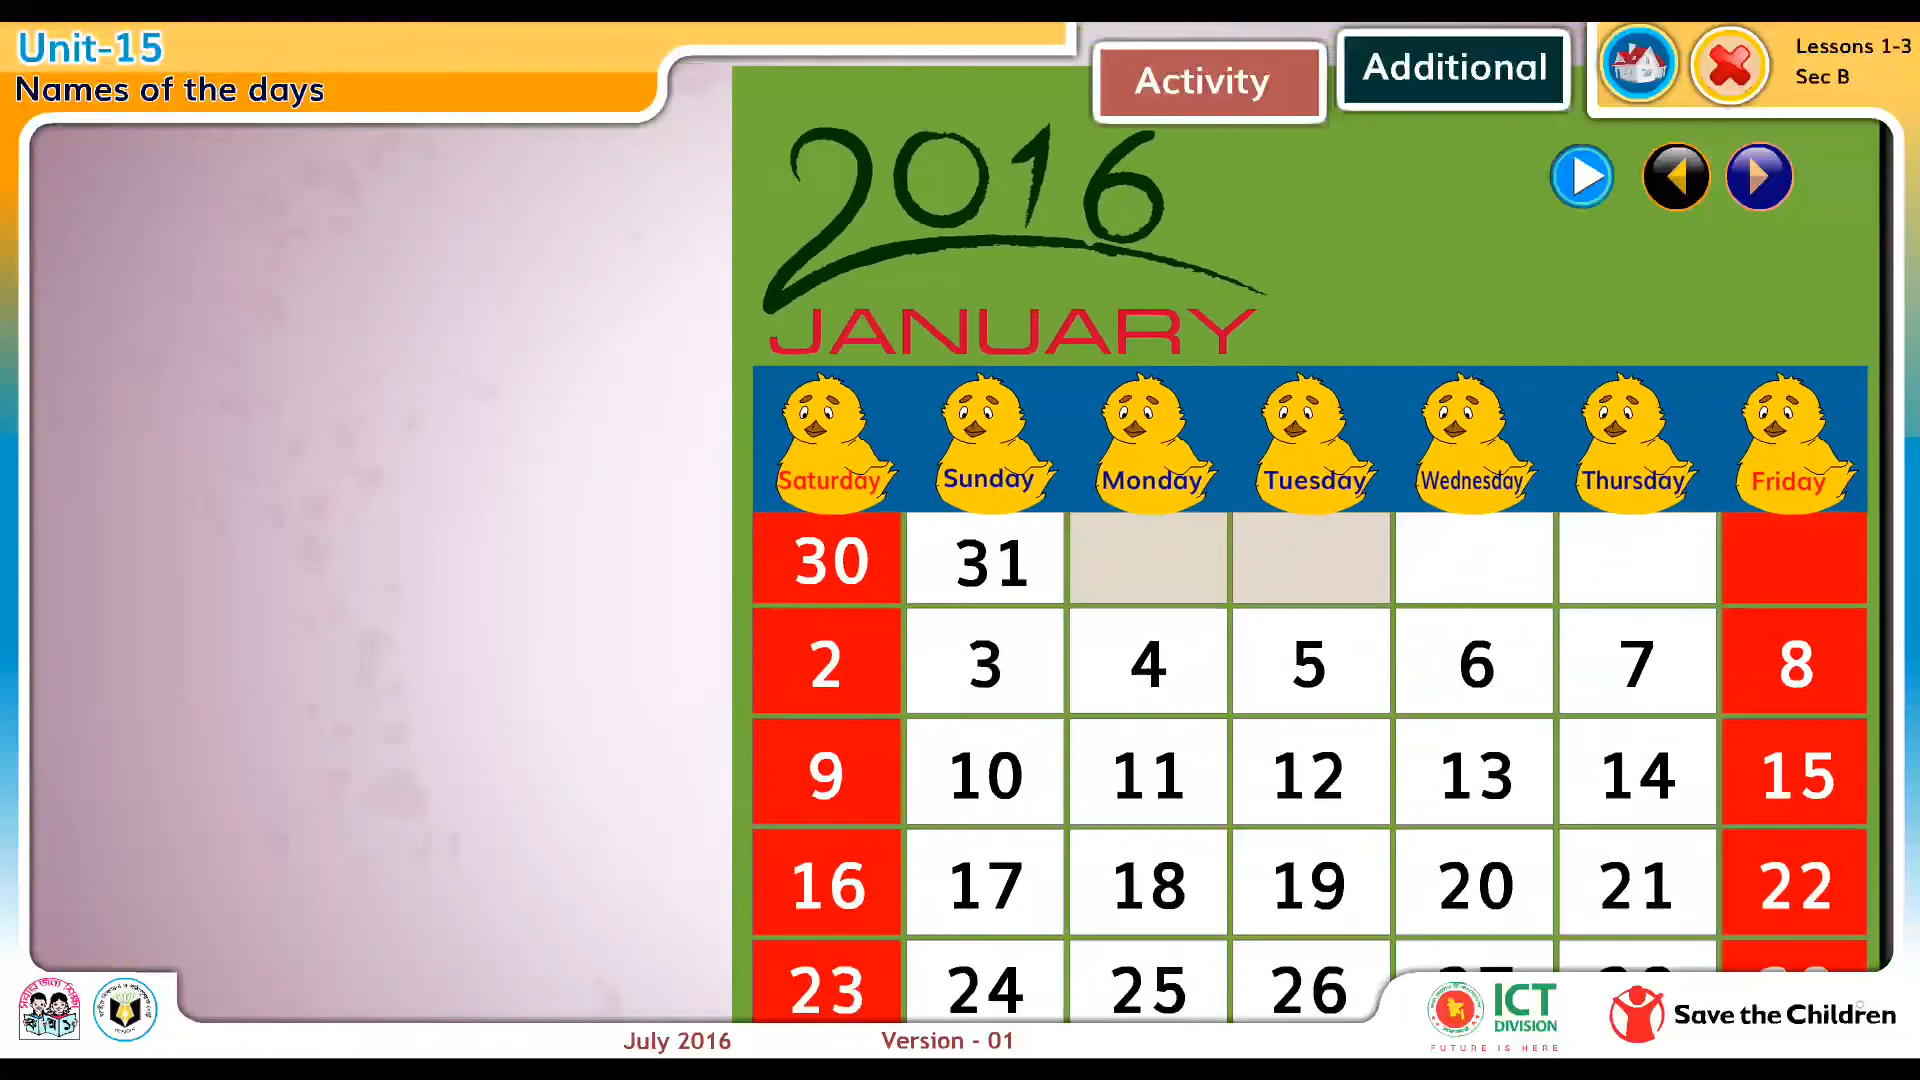 Unit-15
Names of the days
Activity
Additional
Lessons 1-3
Sec B
2016
JANUARY
Saturday Sunday Monday Tuesday Wednesday Thursday Friday
30 31
2 3 4 5 6 7 8
9 10 11 12 13 14 15
16 17 18 19 20 21 22
23 24 25 26
July 2016 Version - 01
ICT
DIVISION
FUTURE IS HERE
Save the Children